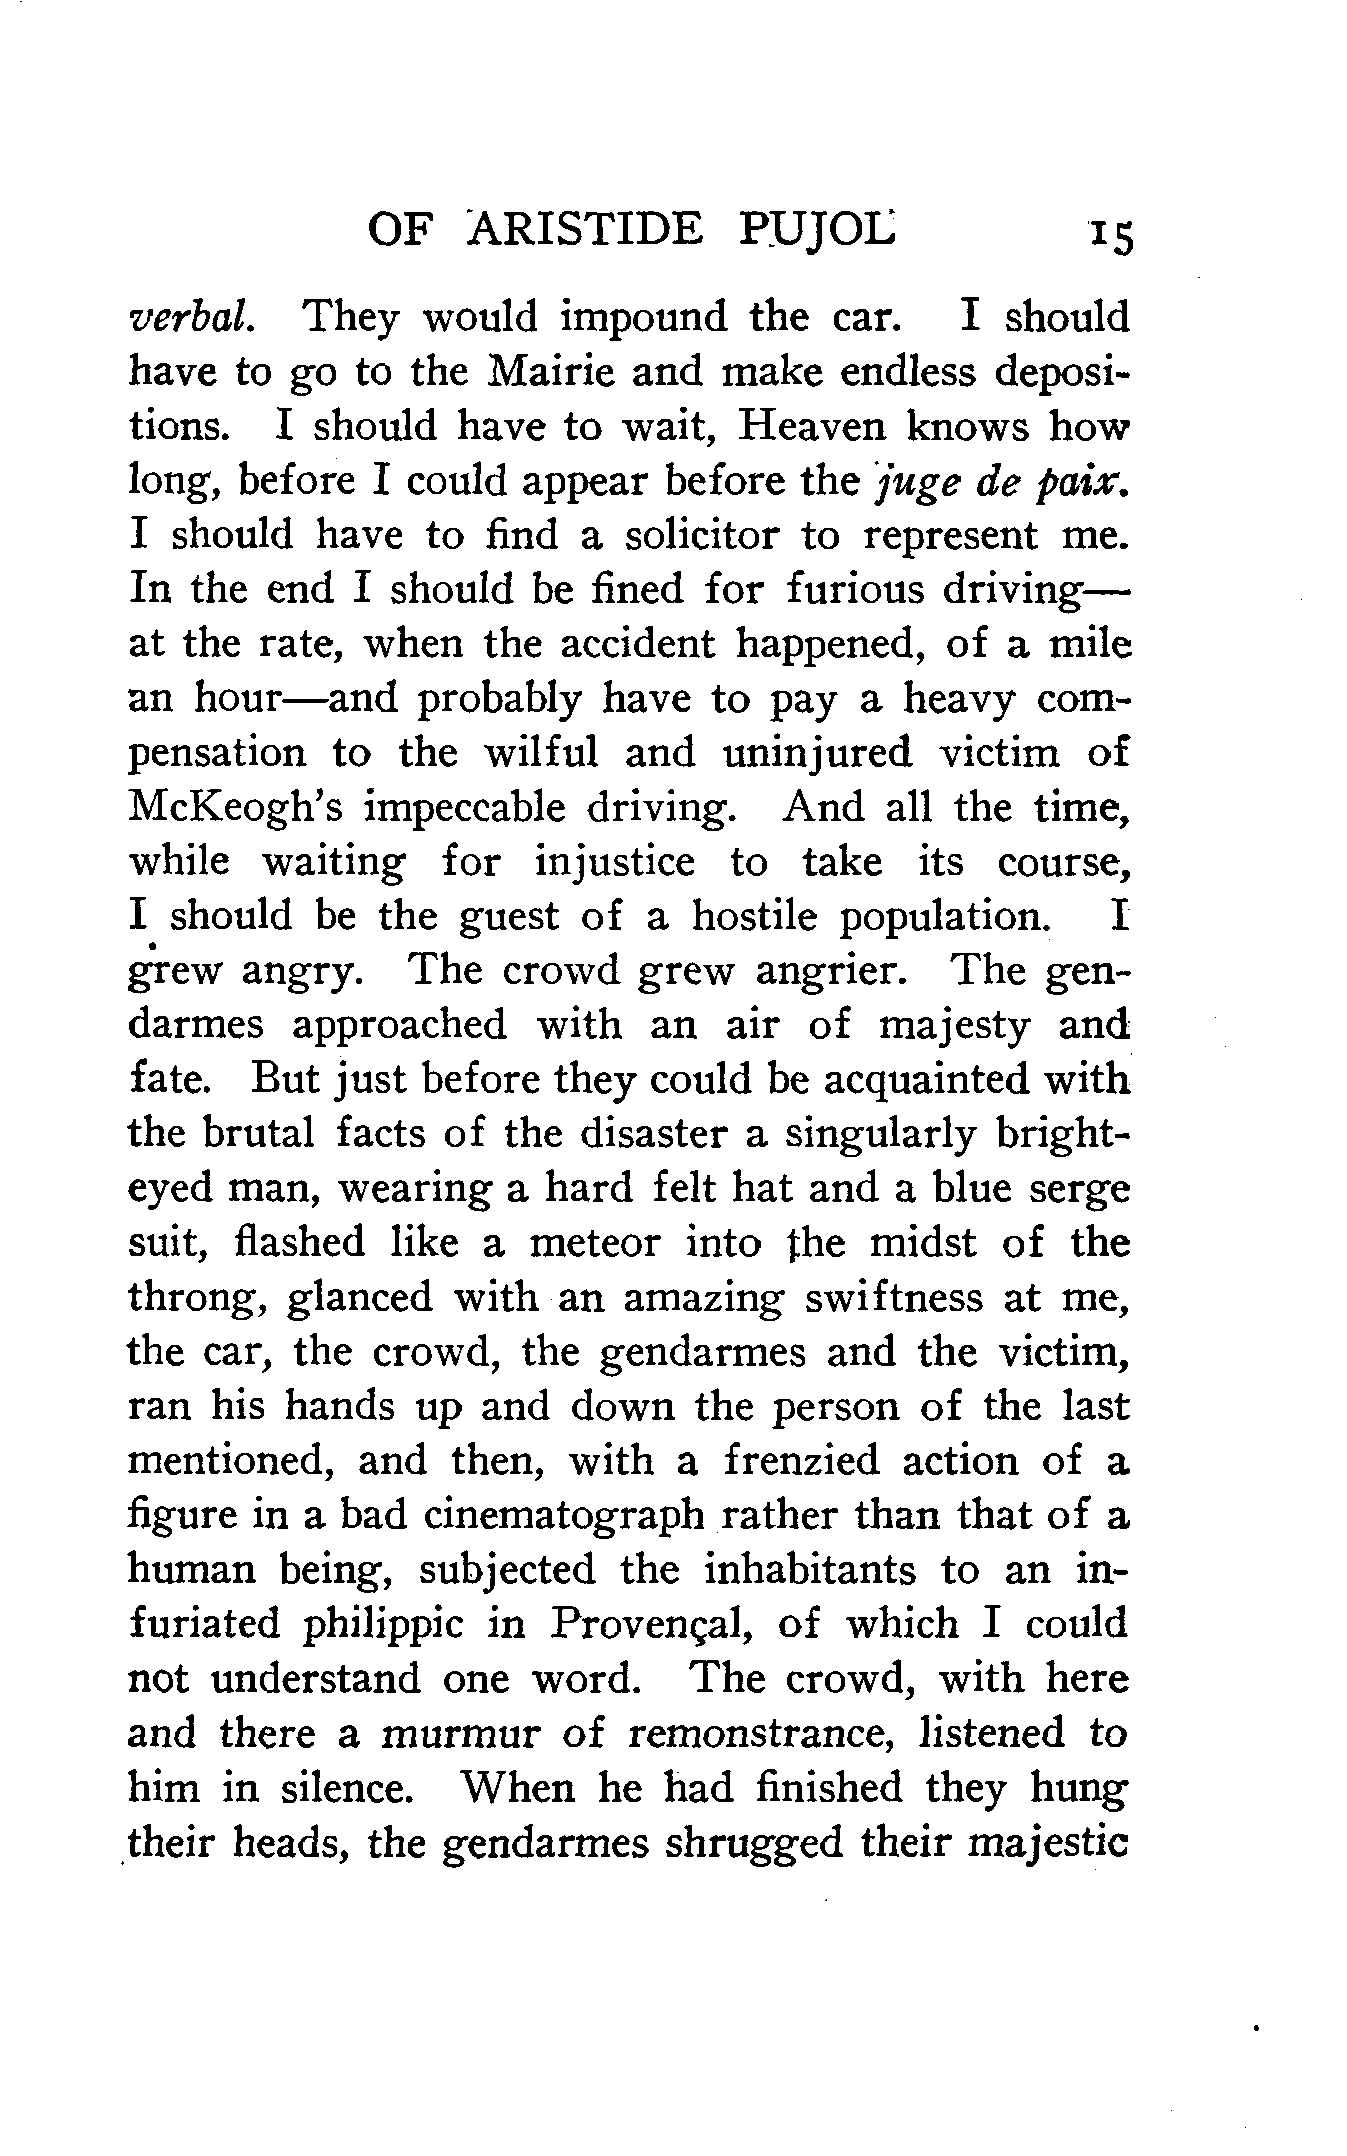 OF ARISTIDE PUJOL 15
verbal. They would impound the car. I should
have to go to the Mairie and make endless deposi-
tions. I should have to wait, Heaven knows how
long, before I could appear before the juge de paix.
I should have to find a solicitor to represent me.
In the end I should be fined for furious driving—
at the rate, when the accident happened, of a mile
an hour—and probably have to pay a heavy com-
pensation to the wilful and uninjured victim of
McKeogh's impeccable driving. And all the time,
while waiting for injustice to take its course,
I should be the guest of a hostile population. I
grew angry. The crowd grew angrier. The gen-
darmes approached with an air of majesty and
fate. But just before they could be acquainted with
the brutal facts of the disaster a singularly bright-
eyed man, wearing a hard felt hat and a blue serge
suit, flashed like a meteor into the midst of the
throng, glanced with an amazing swiftness at me,
the car, the crowd, the gendarmes and the victim,
ran his hands up and down the person of the last
mentioned, and then, with a frenzied action of a
figure in a bad cinematograph rather than that of a
human being, subjected the inhabitants to an in-
furiated philippic in Provençal, of which I could
not understand one word. The crowd, with here
and there a murmur of remonstrance, listened to
him in silence. When he had finished they hung
their heads, the gendarmes shrugged their majestic